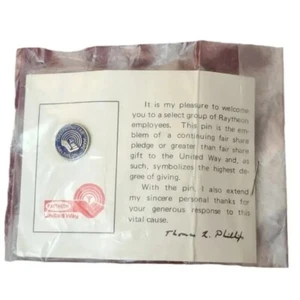 It is my pleasure to welcome
you to a select group of Raytheon
employees. This pin is the em-
blem of a continuing fair share
pledge or greater than fair share
gift to the United Way and, as
such, symbolizes the highest de-
gree of giving.
With the pin, I also extend
my sincere personal thanks for
your generous response to this
vital cause.
Thomas L. Phillips
RAYTHEON
United Way